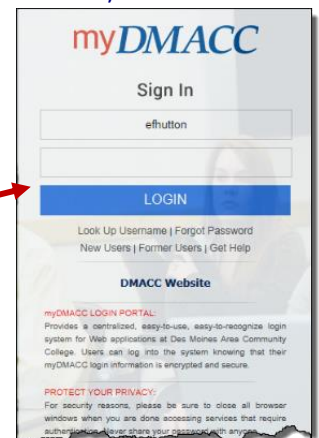 myDMACC
Sign In
efhutton
LOGIN
Look Up Username | Forgot Password
New Users | Former Users | Get Help
DMACC Website
myDMACC LOGIN PORTAL:
Provides a centralized, easy-to-use, easy-to-recognize login
system for Web applications at Des Moines Area Community
College. Users can log into the system knowing that their
myDMACC login information is encrypted and secure.
PROTECT YOUR PRIVACY:
For security reasons, please be sure to close all browser
windows when you are done accessing services that require
authentication. Never share your password with anyone.